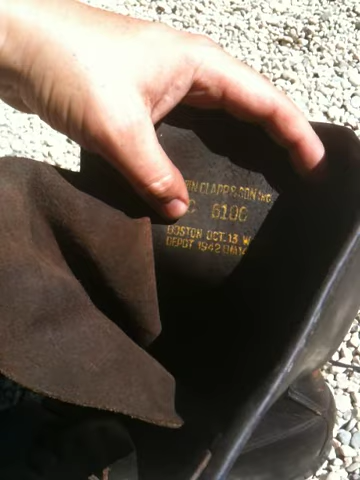 CLAPP & SON INC
6100
BOSTON OCT. 13
DEPOT 1942